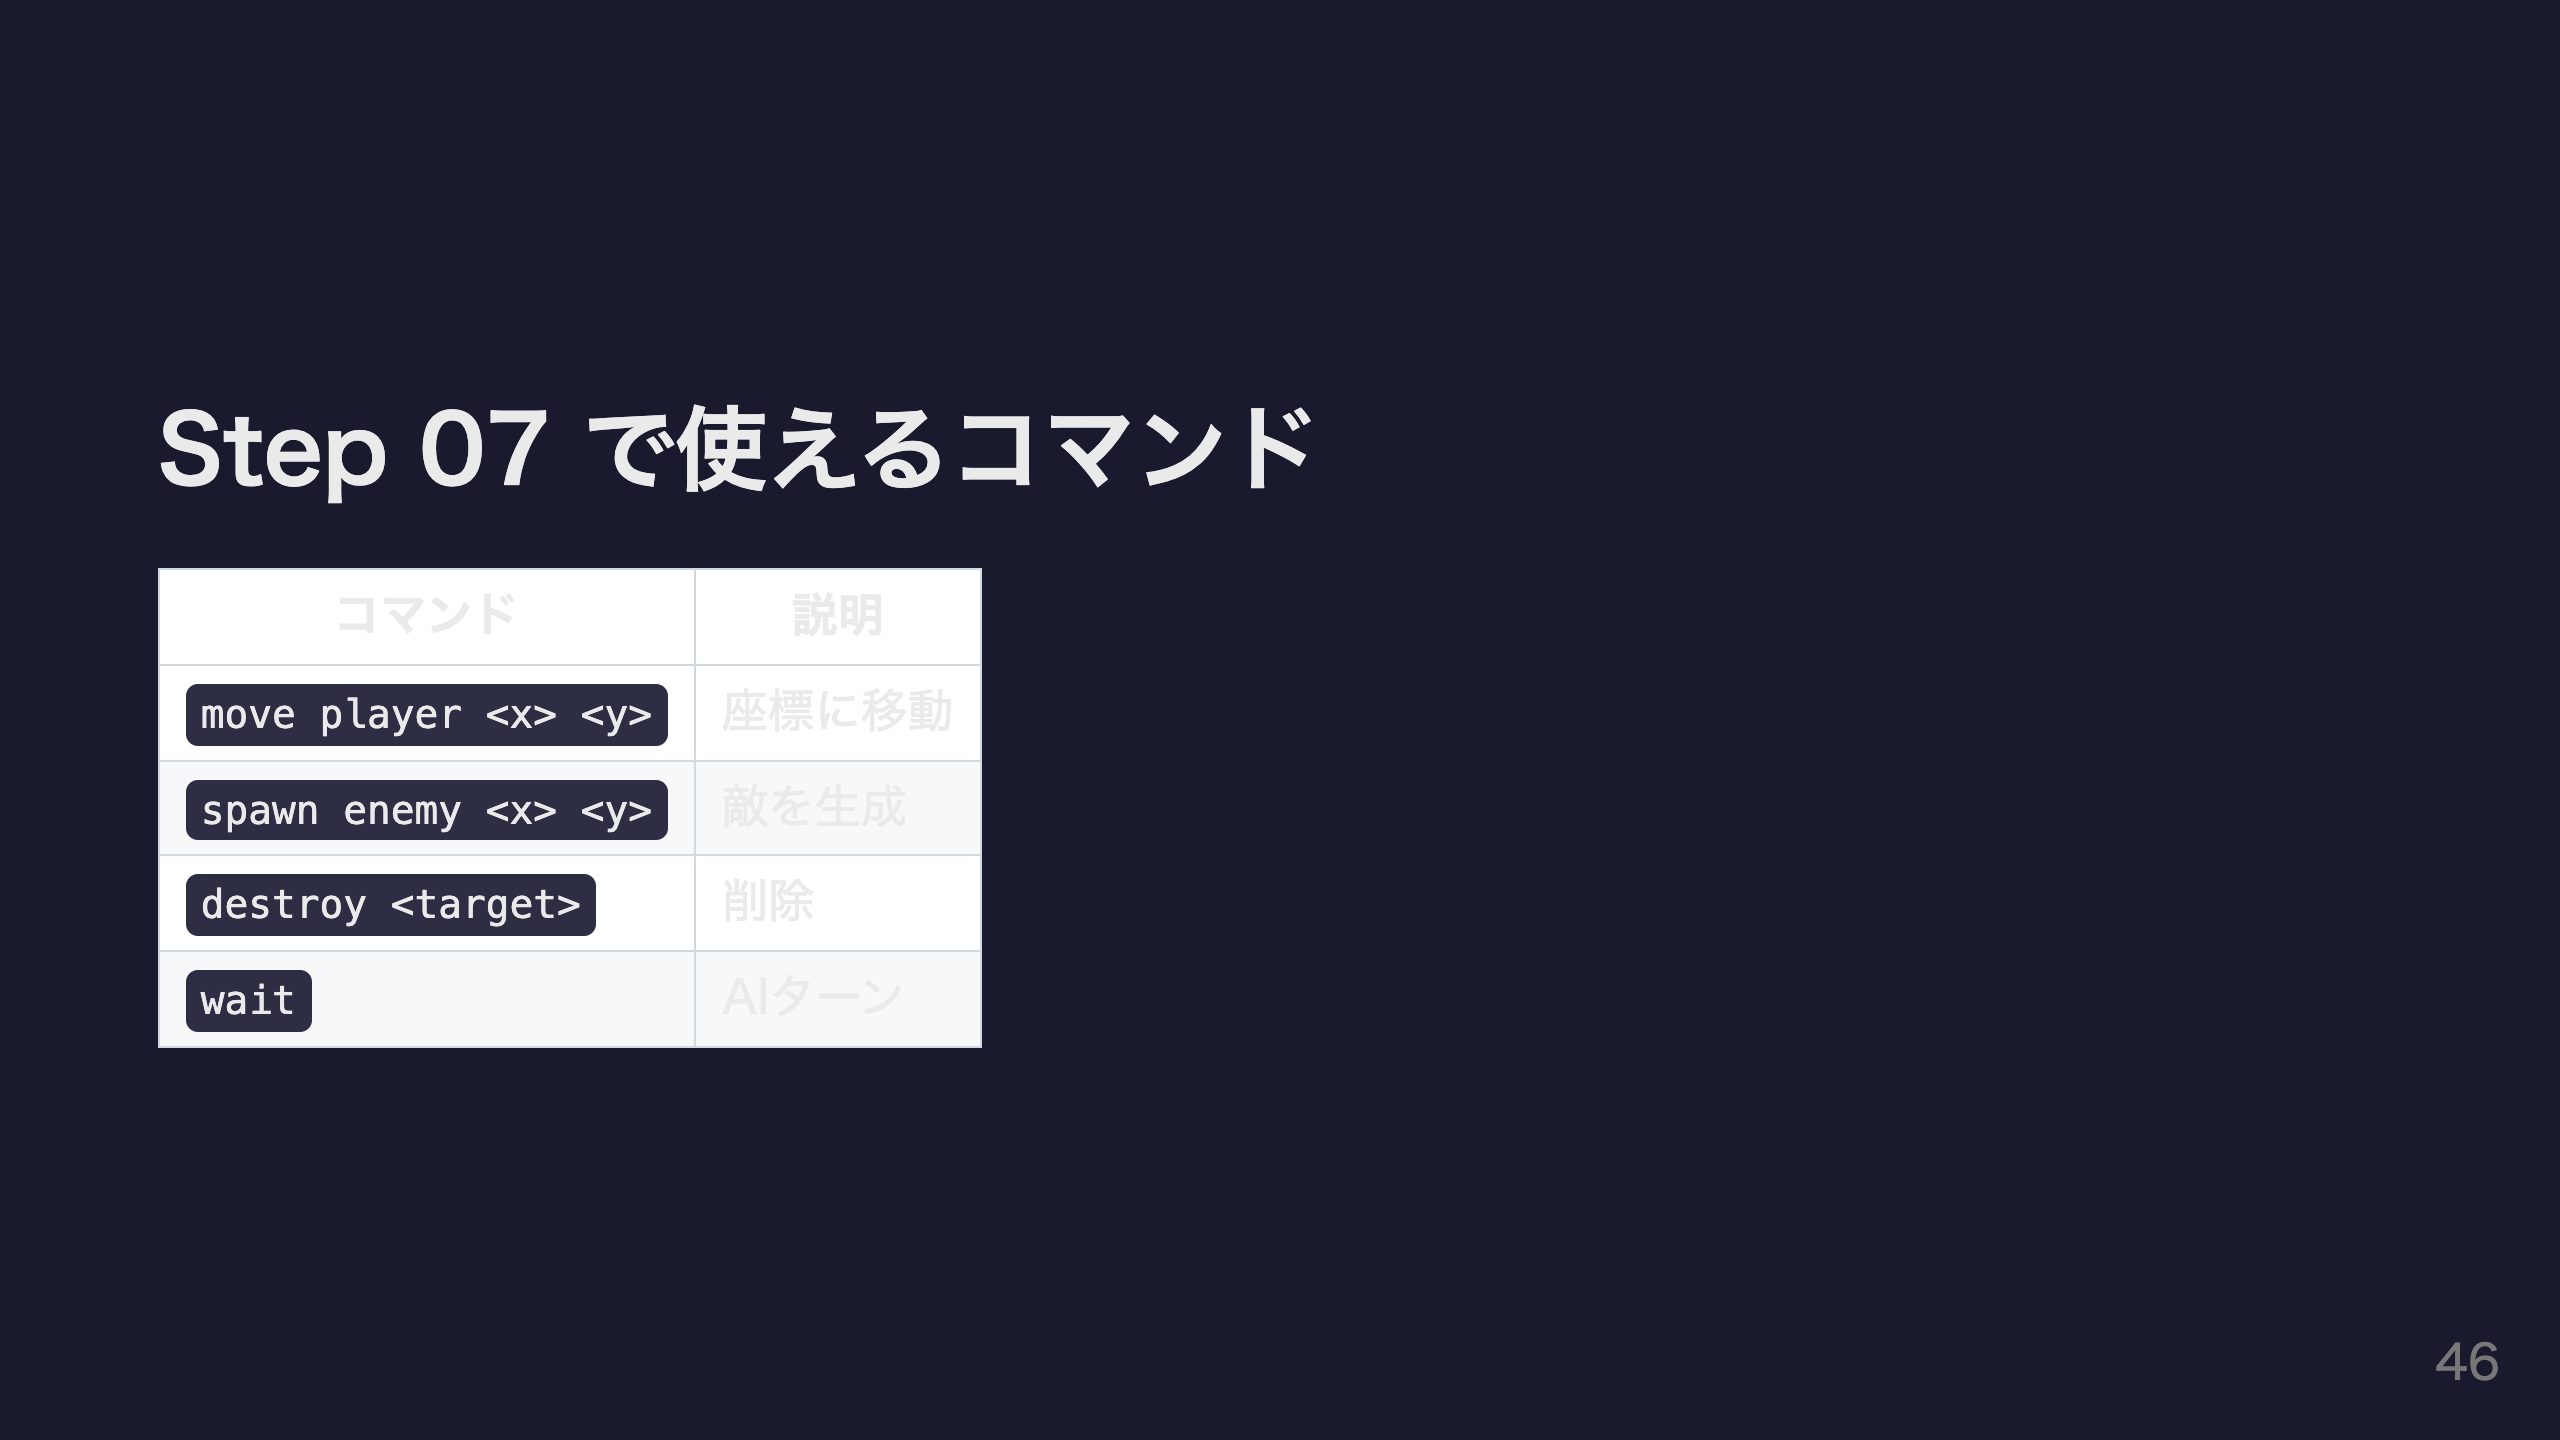 Step 07 で使えるコマンド
コマンド 説明
move player <x> <y> 座標に移動
spawn enemy <x> <y> 敵を生成
destroy <target> 削除
wait AIターン
46